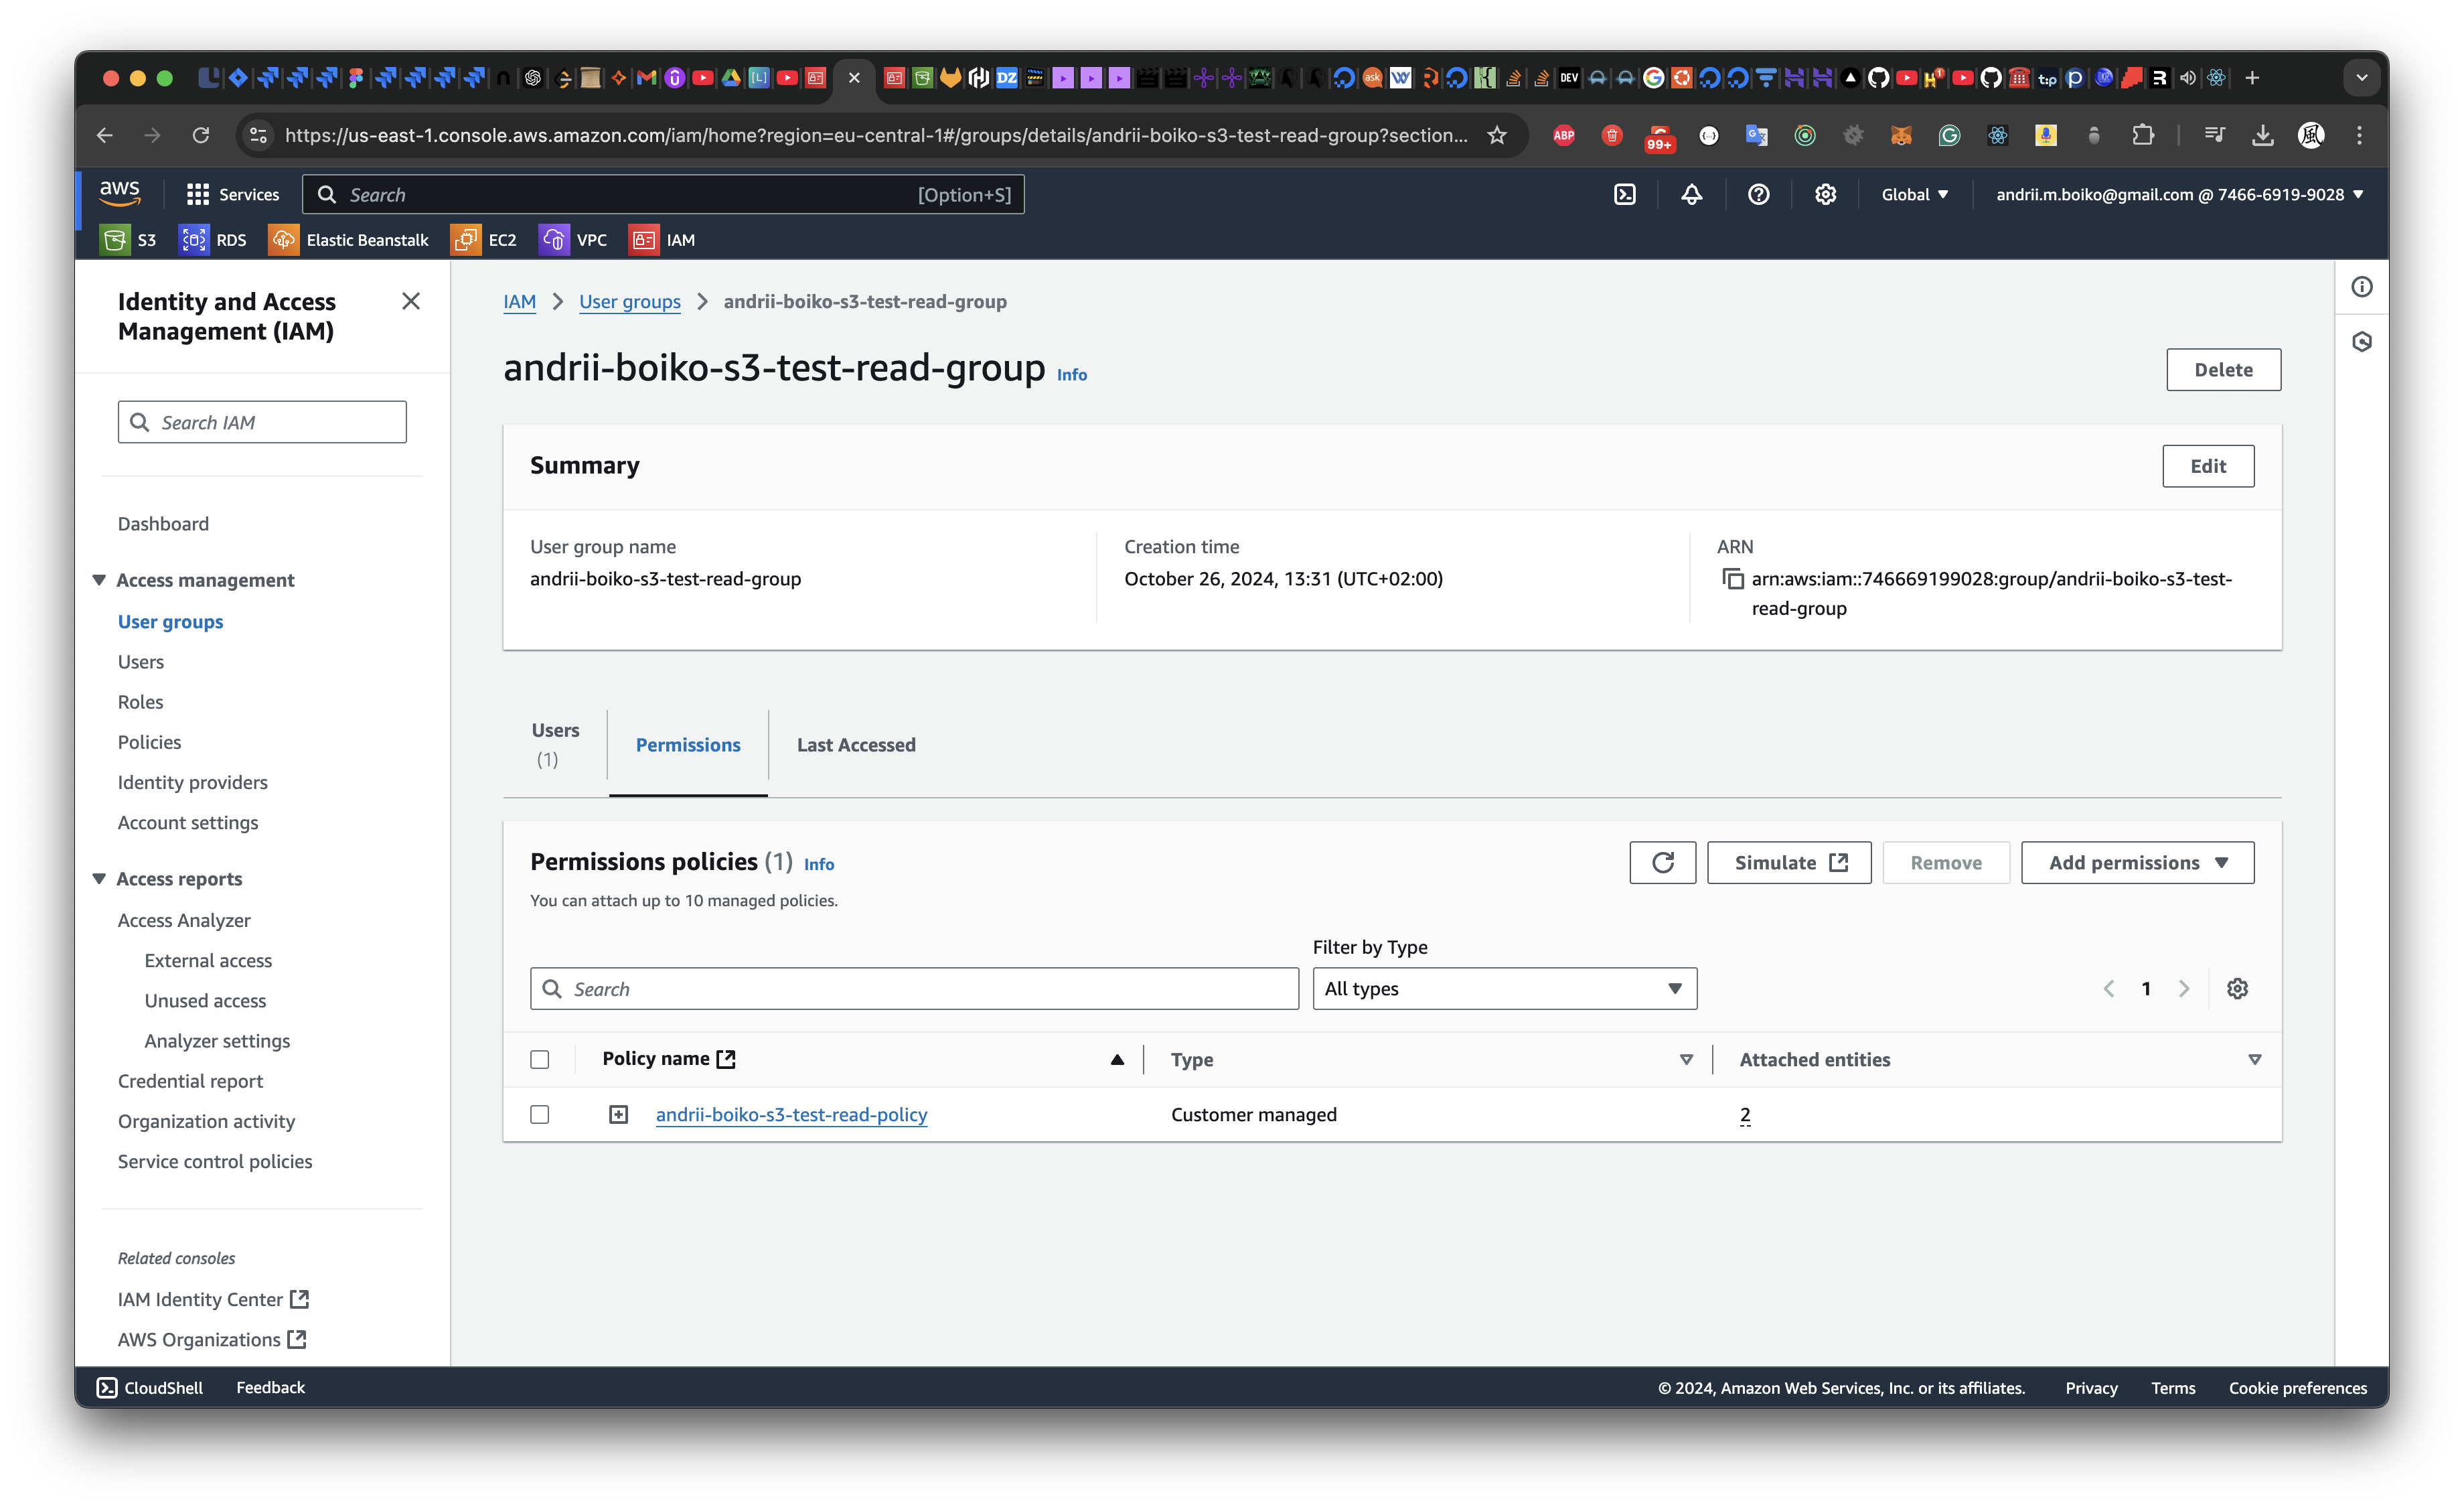 https://us-east-1.console.aws.amazon.com/iam/home?region=eu-central-1#/groups/details/andrii-boiko-s3-test-read-group?section...
ABP
99+
風
aws
Services
Search
[Option+S]
Global
andrii.m.boiko@gmail.com @ 7466-6919-9028
S3
RDS
Elastic Beanstalk
EC2
VPC
IAM
Identity and Access
Management (IAM)
Search IAM
Dashboard
Access management
User groups
Users
Roles
Policies
Identity providers
Account settings
Access reports
Access Analyzer
External access
Unused access
Analyzer settings
Credential report
Organization activity
Service control policies
Related consoles
IAM Identity Center
AWS Organizations
IAM > User groups > andrii-boiko-s3-test-read-group
andrii-boiko-s3-test-read-group Info
Delete
Summary
Edit
User group name
andrii-boiko-s3-test-read-group
Creation time
October 26, 2024, 13:31 (UTC+02:00)
ARN
arn:aws:iam::746669199028:group/andrii-boiko-s3-test-
read-group
Users
(1)
Permissions
Last Accessed
Permissions policies (1) Info
You can attach up to 10 managed policies.
Simulate
Remove
Add permissions
Filter by Type
Search
All types
1
Policy name
Type
Attached entities
andrii-boiko-s3-test-read-policy
Customer managed
2
CloudShell
Feedback
© 2024, Amazon Web Services, Inc. or its affiliates.
Privacy
Terms
Cookie preferences